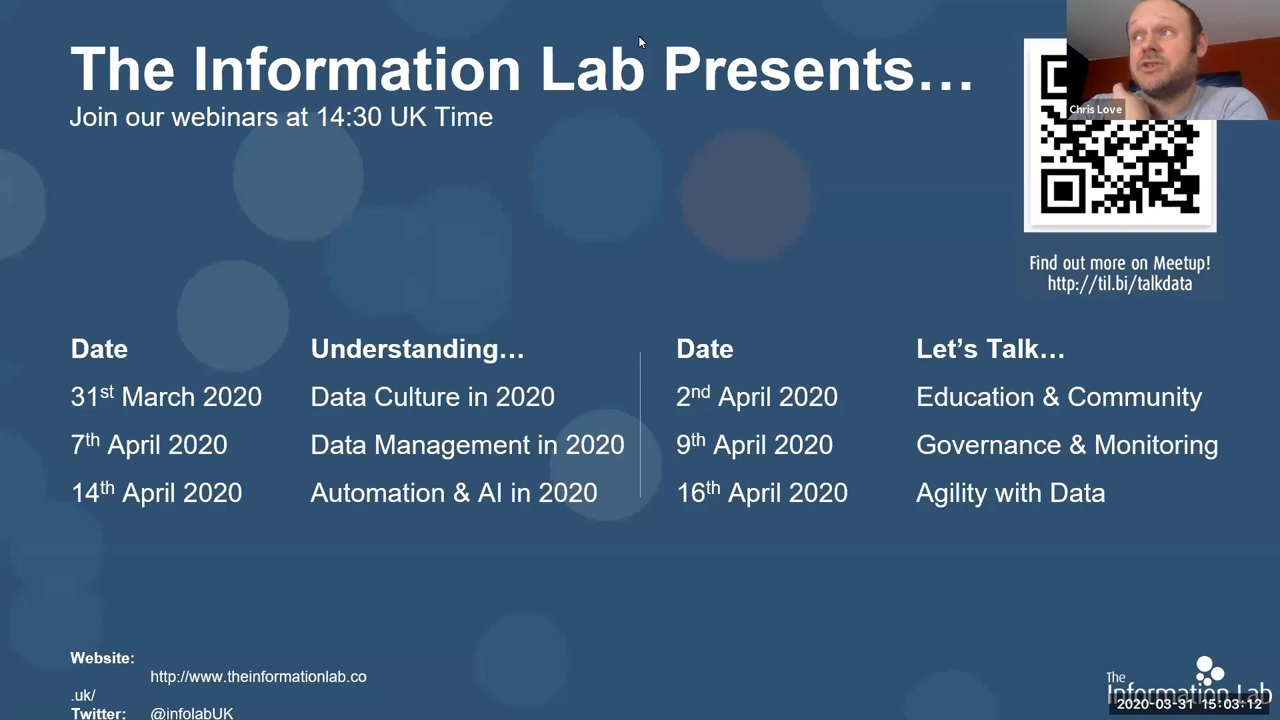 The Information Lab Presents…
Join our webinars at 14:30 UK Time
Chris Love
Find out more on Meetup!
http://til.bi/talkdata
Date Understanding… Date Let’s Talk…
31st March 2020 Data Culture in 2020 2nd April 2020 Education & Community
7th April 2020 Data Management in 2020 9th April 2020 Governance & Monitoring
14th April 2020 Automation & AI in 2020 16th April 2020 Agility with Data
Website:
http://www.theinformationlab.co
.uk/
Twitter: @infolabUK
The
Information Lab
2020-03-31 15:03:12